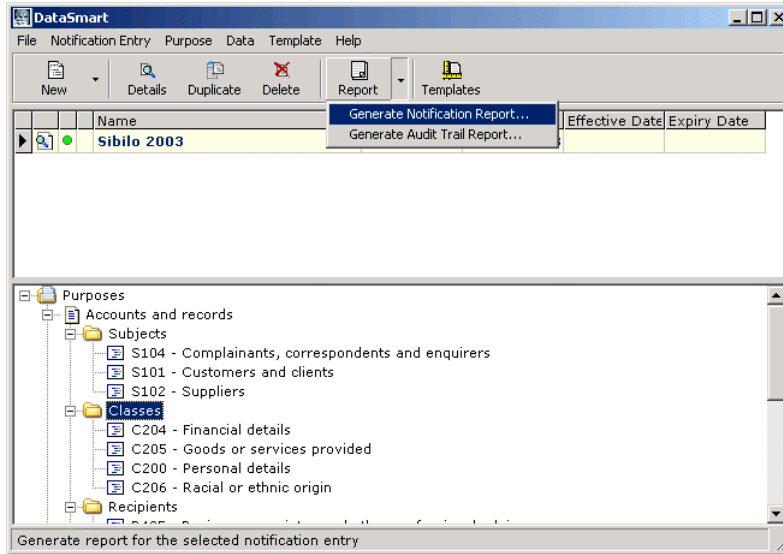 DataSmart
File Notification Entry Purpose Data Template Help
New Details Duplicate Delete Report Templates
Generate Notification Report...
Generate Audit Trail Report...
Name Effective Date Expiry Date
Sibilo 2003
Purposes
Accounts and records
Subjects
S104 - Complainants, correspondents and enquirers
S101 - Customers and clients
S102 - Suppliers
Classes
C204 - Financial details
C205 - Goods or services provided
C200 - Personal details
C206 - Racial or ethnic origin
Recipients
Generate report for the selected notification entry